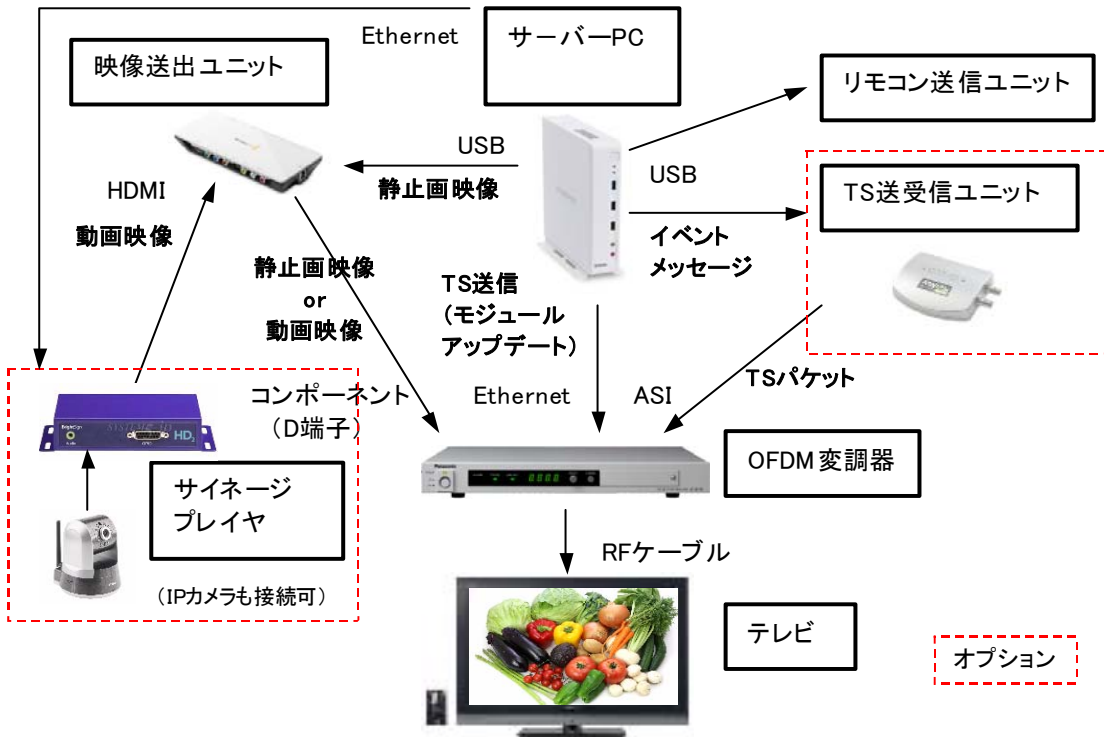 Ethernet
サーバーPC
映像送出ユニット
リモコン送信ユニット
USB
静止画映像
USB
TS送受信ユニット
HDMI
動画映像
イベント
メッセージ
静止画映像
or
動画映像
TS送信
（モジュール
アップデート）
TSパケット
コンポーネント
（D端子）
Ethernet
ASI
HD
OFDM変調器
Panasonic
サイネージ
プレイヤ
RFケーブル
（IPカメラも接続可）
テレビ
オプション